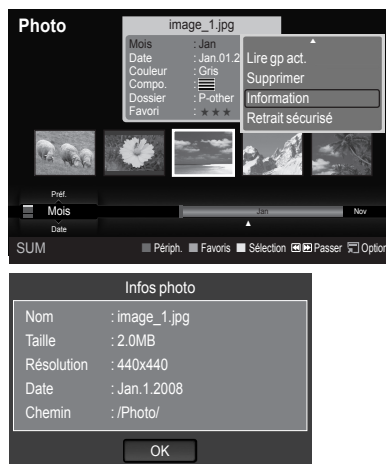 Photo
image_1.jpg
Mois : Jan
Date : Jan.01.2
Couleur : Gris
Compo. :
Dossier : P-other
Favori : ★ ★ ★
Lire gp act.
Supprimer
Information
Retrait sécurisé
Préf.
Mois
Date
Jan
Nov
SUM
Périph. Favoris Sélection Passer Option
Infos photo
Nom : image_1.jpg
Taille : 2.0MB
Résolution : 440x440
Date : Jan.1.2008
Chemin : /Photo/
OK